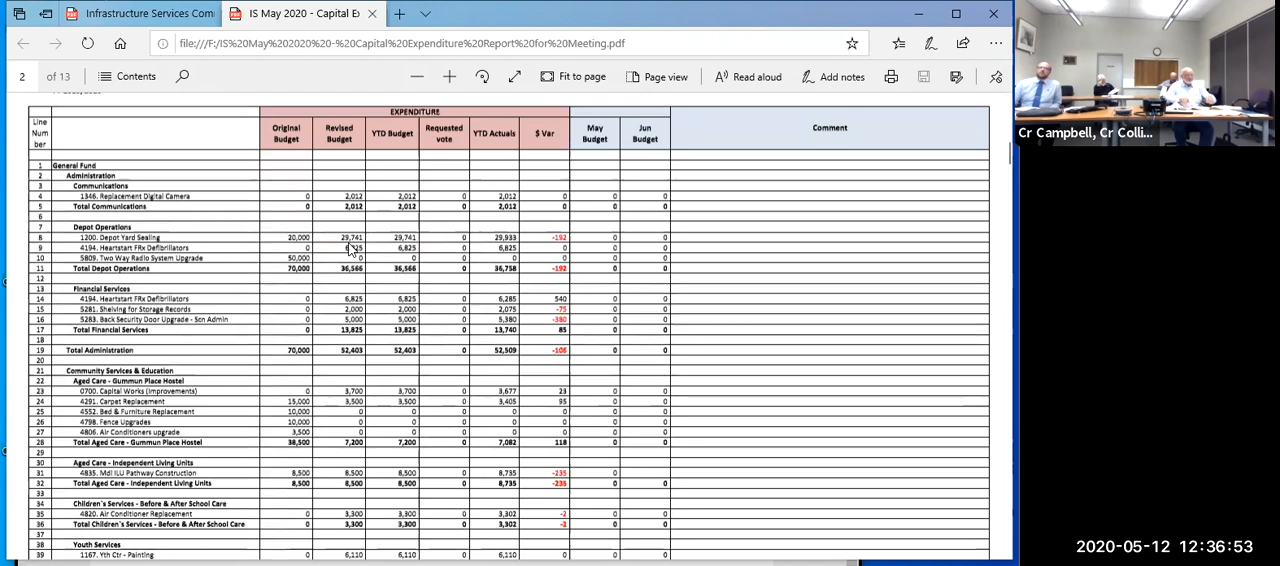 Infrastructure Services Com
IS May 2020 - Capital E
file:///F:/IS%20May%202020%20-%20Capital%20Expenditure%20Report%20for%20Meeting.pdf
2 of 13 Contents Fit to page Page view Read aloud Add notes
Cr Campbell, Cr Colli...
EXPENDITURE
Line Num ber Original Budget Revised Budget YTD Budget Requested vote YTD Actuals $ Var May Budget Jun Budget Comment
1 General Fund
2 Administration
3 Communications
4 1346. Replacement Digital Camera 0 2,012 2,012 0 2,012 0 0 0
5 Total Communications 0 2,012 2,012 0 2,012 0 0 0
6
7 Depot Operations
8 1200. Depot Yard Sealing 20,000 29,741 29,741 0 29,933 -192 0 0
9 4194. Heartstart FRx Defibrillators 0 6,825 6,825 0 6,825 0 0 0
10 5809. Two Way Radio System Upgrade 50,000 0 0 0 0 0 0 0
11 Total Depot Operations 70,000 36,566 36,566 0 36,758 -192 0 0
12
13 Financial Services
14 4194. Heartstart FRx Defibrillators 0 6,825 6,825 0 6,285 540 0 0
15 5281. Shelving for Storage Records 0 2,000 2,000 0 2,075 -75 0 0
16 5283. Back Security Door Upgrade - Scn Admin 0 5,000 5,000 0 5,380 -380 0 0
17 Total Financial Services 0 13,825 13,825 0 13,740 85 0 0
18
19 Total Administration 70,000 52,403 52,403 0 52,509 -106 0 0
20
21 Community Services & Education
22 Aged Care - Gummun Place Hostel
23 0700. Capital Works (Improvements) 0 3,700 3,700 0 3,677 23 0 0
24 4291. Carpet Replacement 15,000 3,500 3,500 0 3,405 95 0 0
25 4552. Bed & Furniture Replacement 10,000 0 0 0 0 0 0 0
26 4798. Fence Upgrades 10,000 0 0 0 0 0 0 0
27 4806. Air Conditioners upgrade 3,500 0 0 0 0 0 0 0
28 Total Aged Care - Gummun Place Hostel 38,500 7,200 7,200 0 7,082 118 0 0
29
30 Aged Care - Independent Living Units
31 4835. Mdl ILU Pathway Construction 8,500 8,500 8,500 0 8,735 -235 0
32 Total Aged Care - Independent Living Units 8,500 8,500 8,500 0 8,735 -235 0 0
33
34 Children's Services - Before & After School Care
35 4820. Air Conditioner Replacement 0 3,300 3,300 0 3,302 -2 0 0
36 Total Children's Services - Before & After School Care 0 3,300 3,300 0 3,302 -2 0 0
37
38 Youth Services
39 1167. Yth Ctr - Painting 0 6,110 6,110 0 6,110 0 0 0
2020-05-12 12:36:53